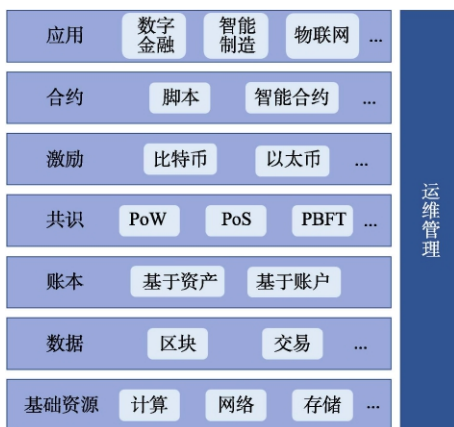 应用 数字金融 智能制造 物联网 ...
合约 脚本 智能合约 ...
激励 比特币 以太币 ...
共识 PoW PoS PBFT ...
账本 基于资产 基于账户
数据 区块 交易 ...
基础资源 计算 网络 存储 ...
运维管理